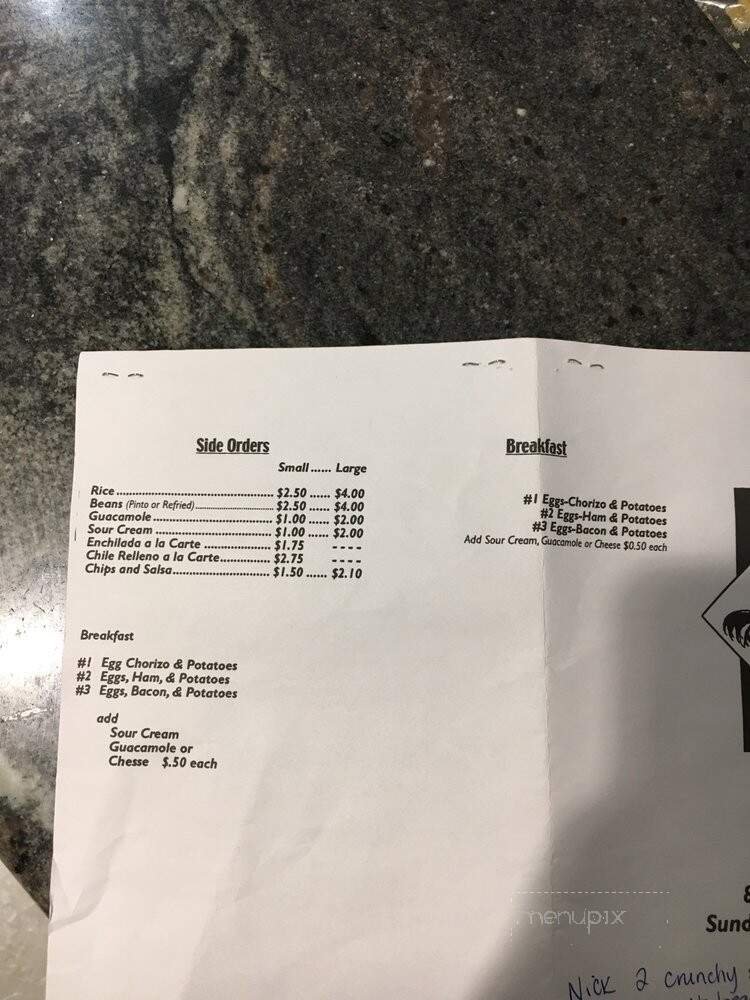 Side Orders
Small ...... Large
Rice ................................................ $2.50 ...... $4.00
Beans (Pinto or Refried) ........................ $2.50 ...... $4.00
Guacamole ..................................... $1.00 ...... $2.00
Sour Cream .................................... $1.00 ...... $2.00
Enchilada a la Carte .................... $1.75 ----
Chile Relleno a la Carte............... $2.75 ----
Chips and Salsa............................. $1.50 ...... $2.10
Breakfast
#1 Egg Chorizo & Potatoes
#2 Eggs, Ham, & Potatoes
#3 Eggs, Bacon, & Potatoes
add
Sour Cream
Guacamole or
Chesse $.50 each
Breakfast
#1 Eggs-Chorizo & Potatoes
#2 Eggs-Ham & Potatoes
#3 Eggs-Bacon & Potatoes
Add Sour Cream, Guacamole or Cheese $0.50 each
menupix
Sund
Nick 2 crunchy